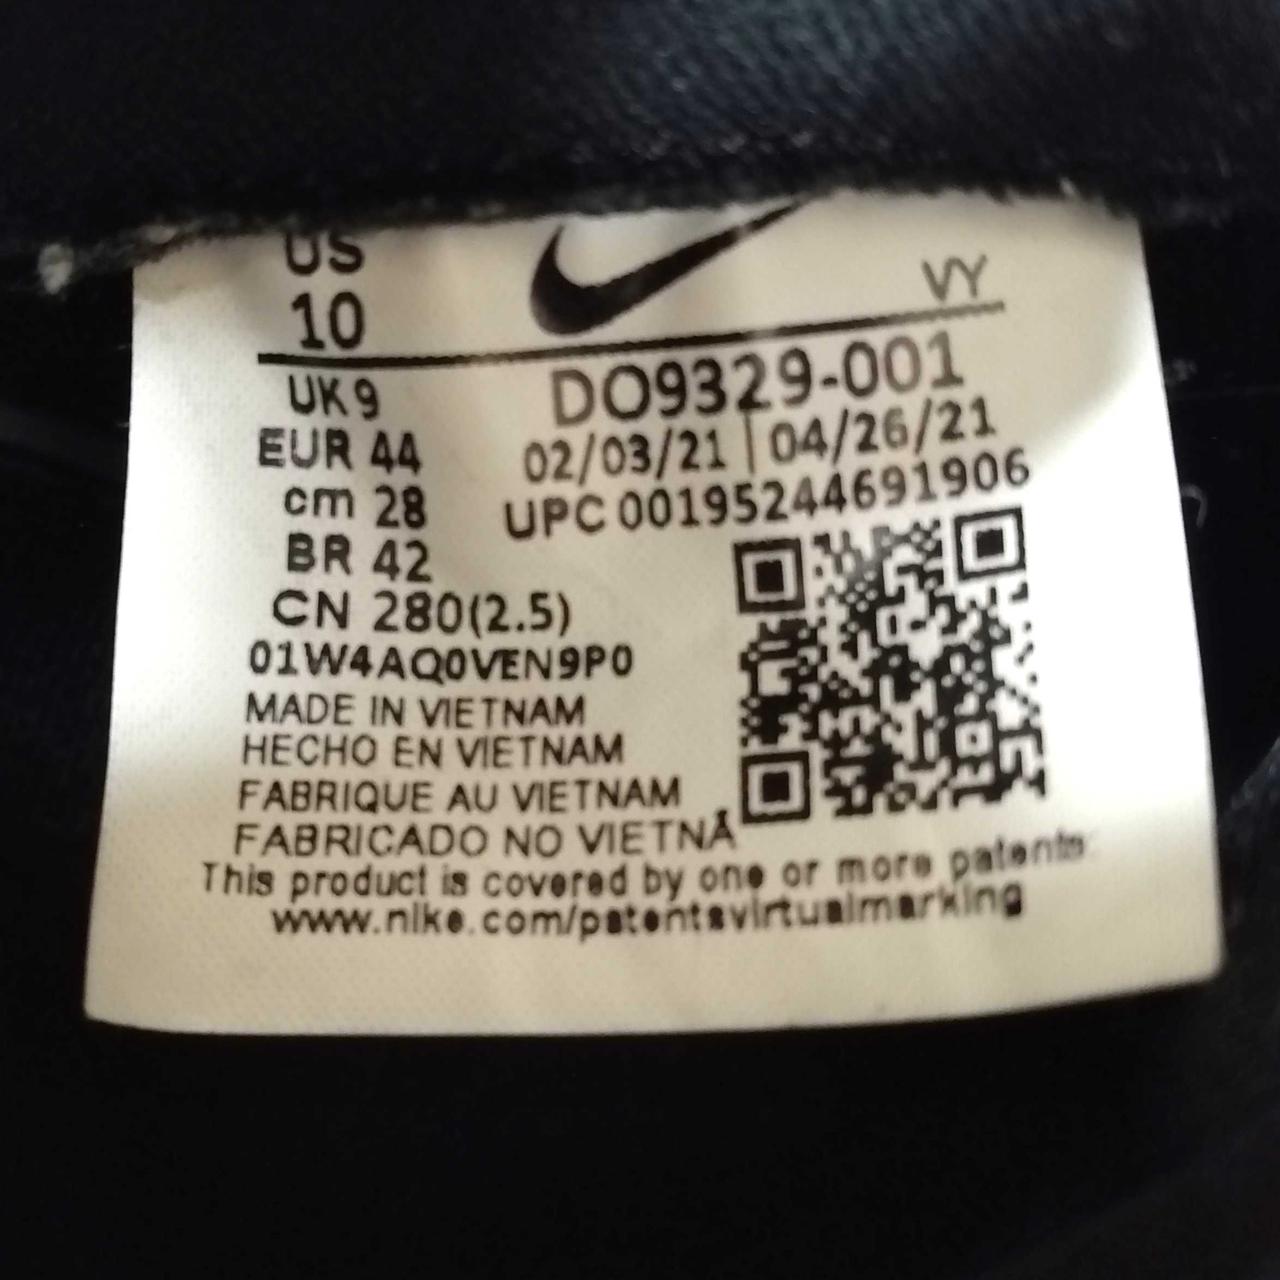 US
10
VY
UK 9
DO9329-001
EUR 44
02/03/21 | 04/26/21
cm 28
UPC 00195244691906
BR 42
CN 280(2.5)
01W4AQ0VEN9P0
MADE IN VIETNAM
HECHO EN VIETNAM
FABRIQUE AU VIETNAM
FABRICADO NO VIETNÃ
This product is covered by one or more patents:
www.nike.com/patentsvirtualmarking